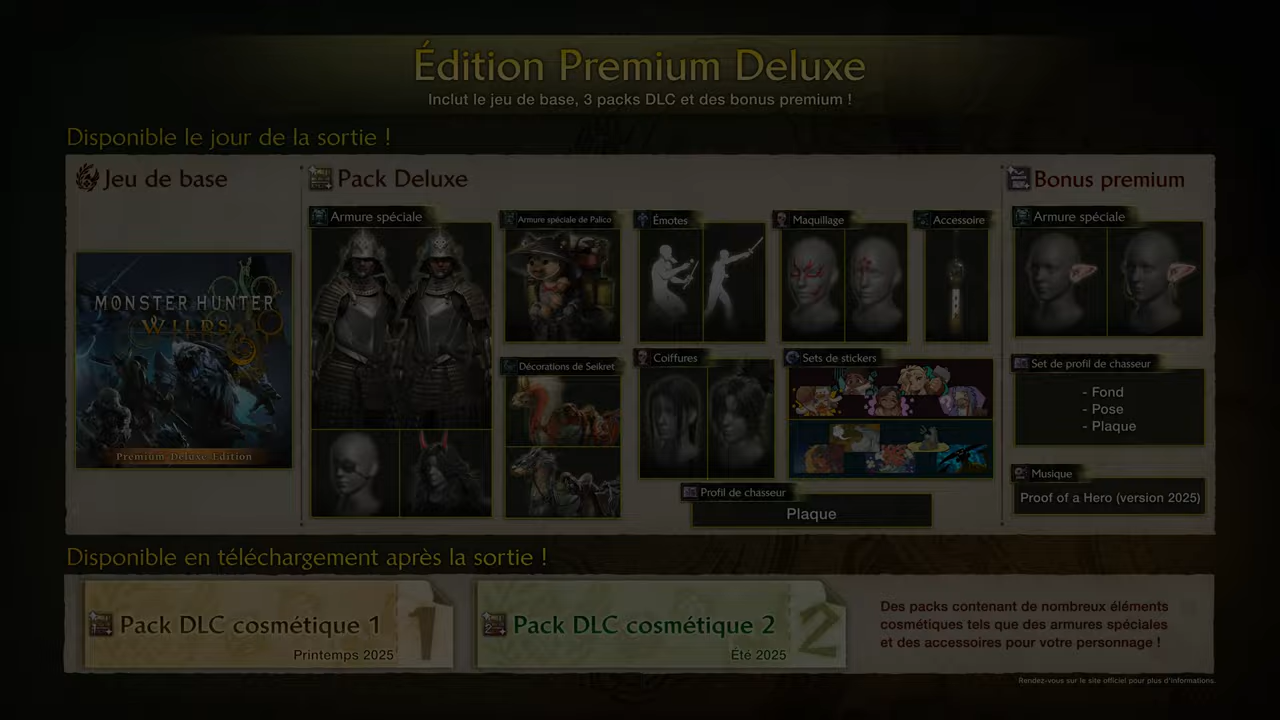 Édition Premium Deluxe
Inclut le jeu de base, 3 packs DLC et des bonus premium !
Disponible le jour de la sortie !
Jeu de base
MONSTER HUNTER
WILDS
Premium Deluxe Edition
Pack Deluxe
Armure spéciale
Armure spéciale de Palico
Émotes
Maquillage
Accessoire
Décorations de Seikret
Coiffures
Sets de stickers
Profil de chasseur
Plaque
Bonus premium
Armure spéciale
Set de profil de chasseur
- Fond
- Pose
- Plaque
Musique
Proof of a Hero (version 2025)
Disponible en téléchargement après la sortie !
Pack DLC cosmétique 1
1
Printemps 2025
Pack DLC cosmétique 2
2
Été 2025
Des packs contenant de nombreux éléments
cosmétiques tels que des armures spéciales
et des accessoires pour votre personnage !
Rendez-vous sur le site officiel pour plus d'informations.